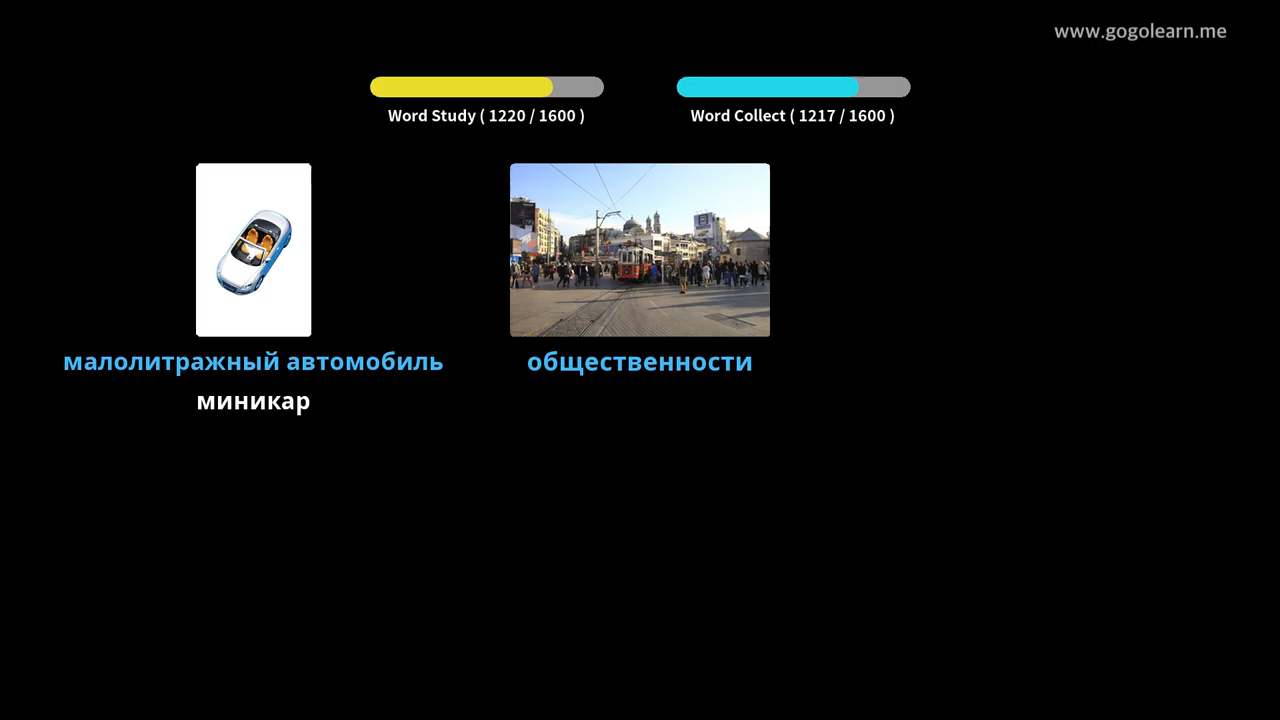 www.gogolearn.me
Word Study ( 1220 / 1600 )
Word Collect ( 1217 / 1600 )
малолитражный автомобиль
миникар
общественности